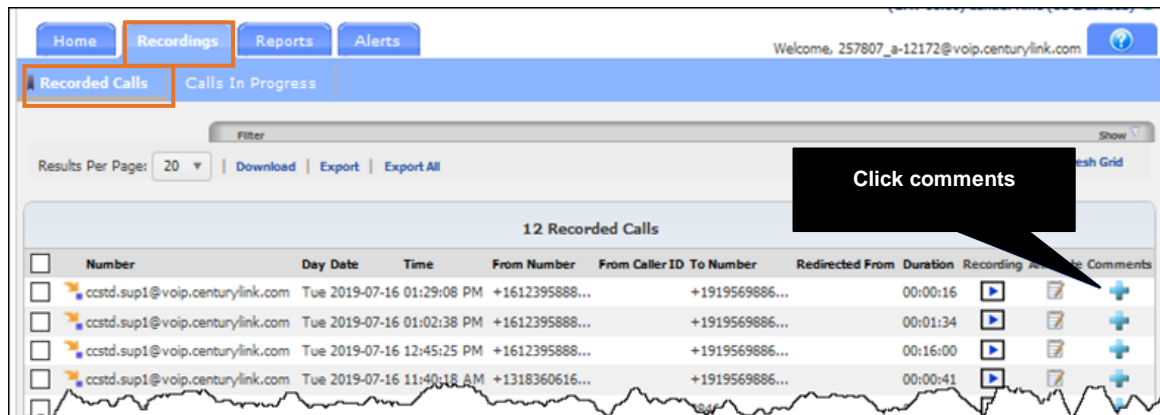 Home Recordings Reports Alerts
Welcome, 257807_a-12172@voip.centurylink.com ?
Recorded Calls Calls In Progress
Filter Show
Results Per Page: 20 | Download | Export | Export All esh Grid
Click comments
12 Recorded Calls
Number Day Date Time From Number From Caller ID To Number Redirected From Duration Recording Comments
ccstd.sup1@voip.centurylink.com Tue 2019-07-16 01:29:08 PM +1612395888... +1919569886... 00:00:16
ccstd.sup1@voip.centurylink.com Tue 2019-07-16 01:02:38 PM +1612395888... +1919569886... 00:01:34
ccstd.sup1@voip.centurylink.com Tue 2019-07-16 12:45:25 PM +1612395888... +1919569886... 00:16:00
ccstd.sup1@voip.centurylink.com Tue 2019-07-16 11:40:18 AM +1318360616... +1919569886... 00:00:41